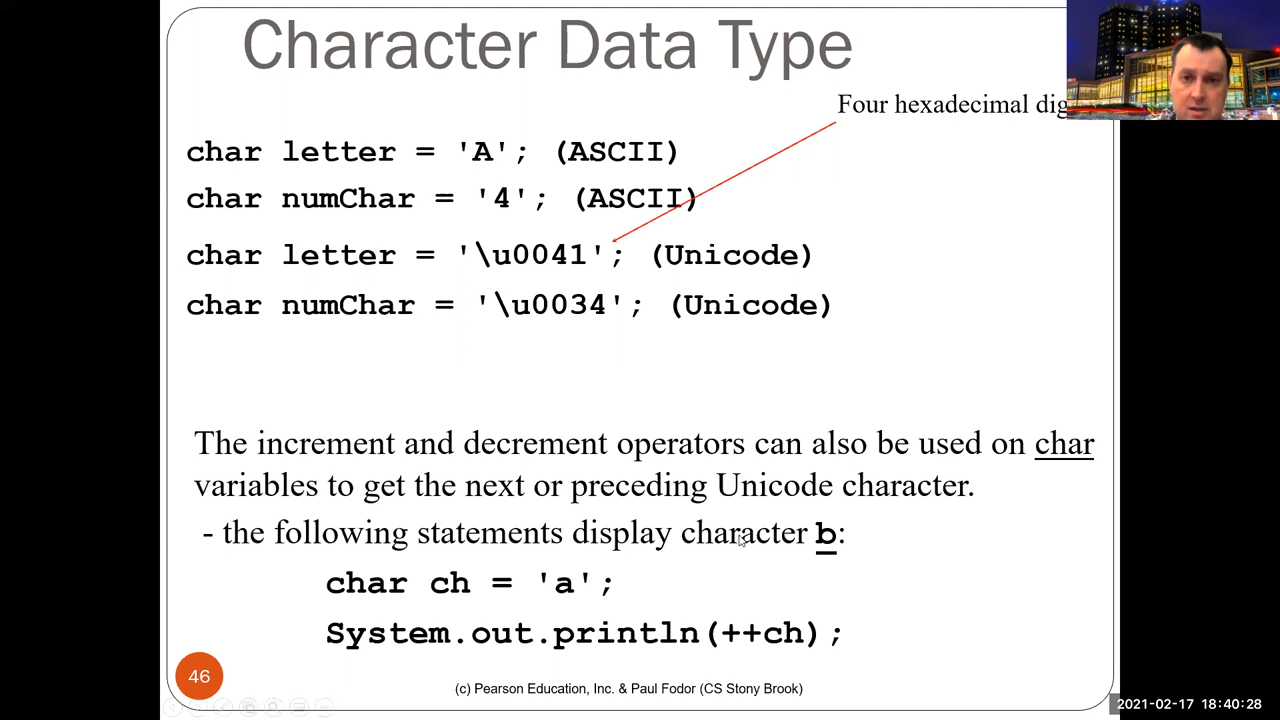 Character Data Type
Four hexadecimal dig
char letter = 'A'; (ASCII)
char numChar = '4'; (ASCII)
char letter = '\u0041'; (Unicode)
char numChar = '\u0034'; (Unicode)
The increment and decrement operators can also be used on char
variables to get the next or preceding Unicode character.
- the following statements display character b:
char ch = 'a';
System.out.println(++ch);
46
(c) Pearson Education, Inc. & Paul Fodor (CS Stony Brook)
2021-02-17 18:40:28